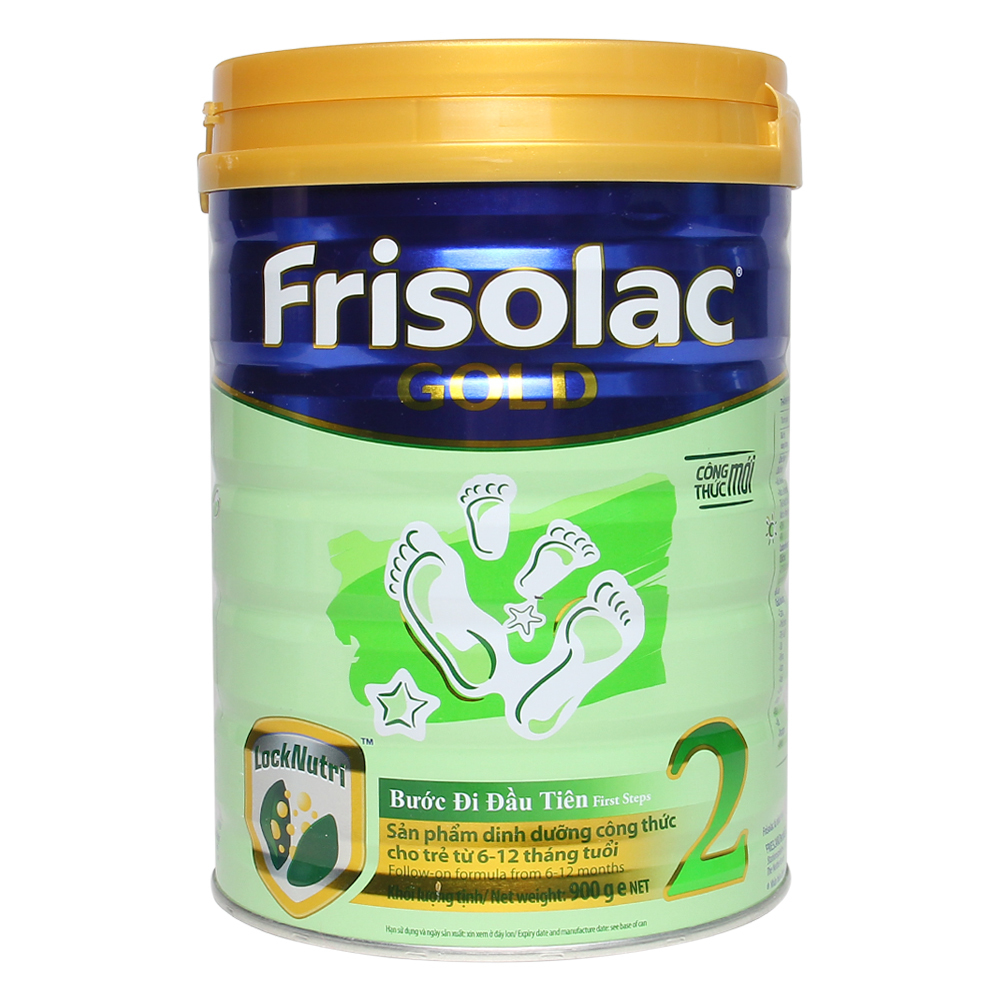 Frisolac®
GOLD
CÔNG
THỨC mới
LockNutri™
Bước Đi Đầu Tiên First Steps
Sản phẩm dinh dưỡng công thức
cho trẻ từ 6-12 tháng tuổi
Follow-on formula from 6-12 months
Khối lượng tịnh/ Net weight: 900 g e NET
2
Hạn sử dụng và ngày sản xuất: xin xem ở đáy lon/ Expiry date and manufacture date: see base of can